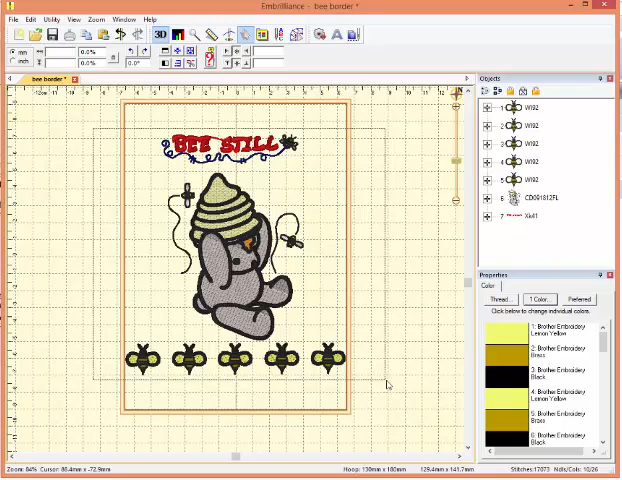 Embrilliance - bee border *
File Edit Utility View Zoom Window Help
3D
mm
inch
0.0%
0.0%
0.0°
bee border *
BEE STILL
Objects
1 WI92
2 WI92
3 WI92
4 WI92
5 WI92
6 CD091812FL
7 Xk41
Properties
Color
Thread... 1 Color... Preferred
Click below to change individual colors.
1: Brother Embroidery
Lemon Yellow
2: Brother Embroidery
Brass
3: Brother Embroidery
Black
4: Brother Embroidery
Lemon Yellow
5: Brother Embroidery
Brass
6: Brother Embroidery
Black
Zoom: 84% Cursor: 88.4mm x -72.9mm Hoop: 130mm x 180mm 129.4mm x 141.7mm Stitches:17073 Ndls/Cols: 10/26